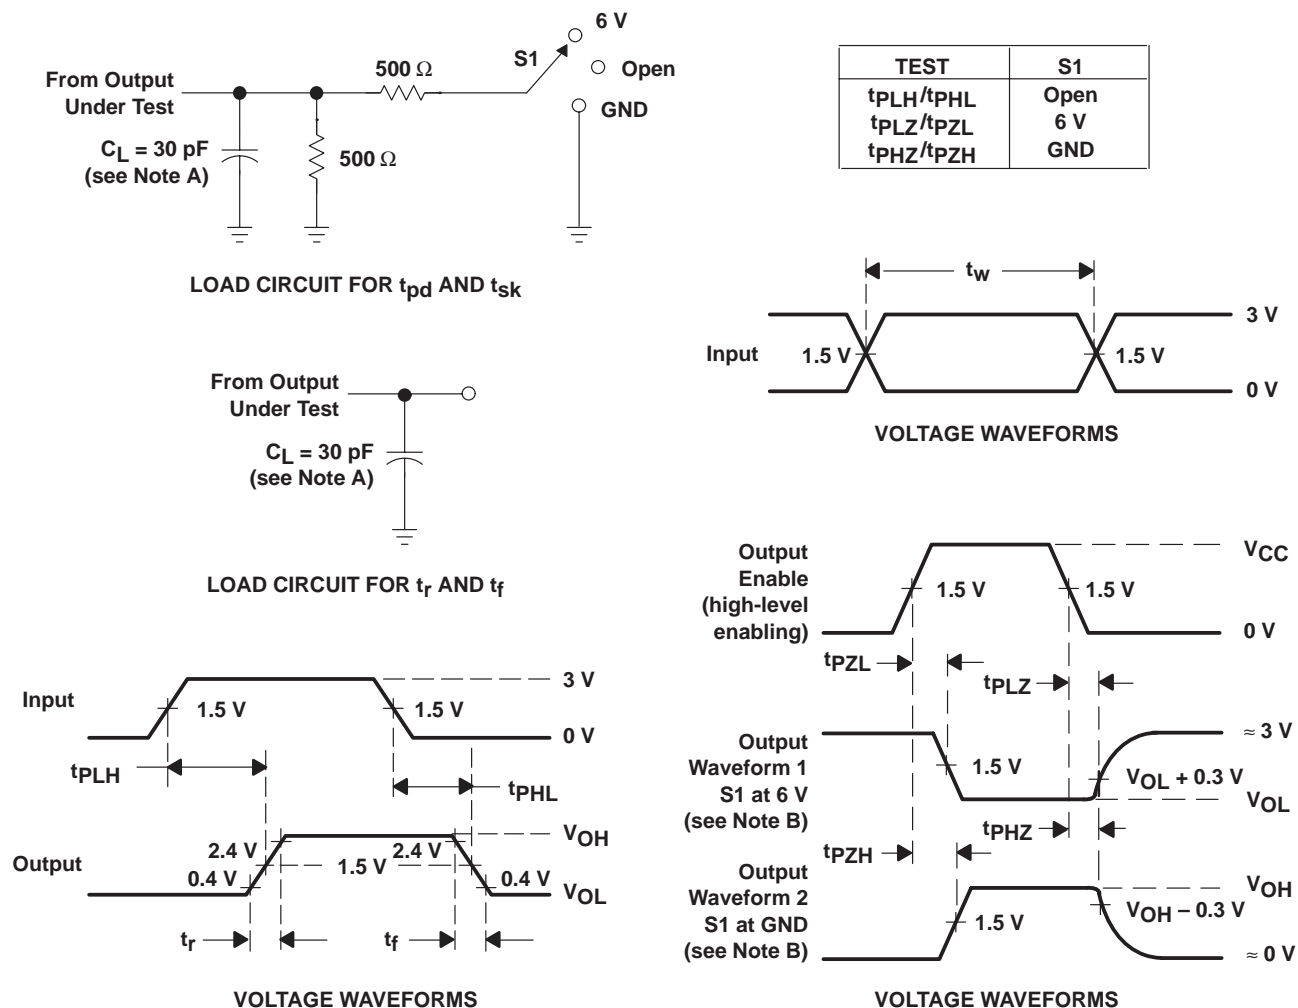 6 V
S1
Open
GND
500 Ω
From Output
Under Test
CL = 30 pF
(see Note A)
500 Ω
LOAD CIRCUIT FOR tpd AND tsk
TEST S1
tPLH/tPHL Open
tPLZ/tPZL 6 V
tPHZ/tPZH GND
From Output
Under Test
CL = 30 pF
(see Note A)
LOAD CIRCUIT FOR tr AND tf
tw
3 V
Input 1.5 V 1.5 V
0 V
VOLTAGE WAVEFORMS
Input
3 V
1.5 V 1.5 V
0 V
tPLH
tPHL
Output
VOH
2.4 V 2.4 V
1.5 V
0.4 V 0.4 V
VOL
tr tf
VOLTAGE WAVEFORMS
Output
Enable
(high-level
enabling)
VCC
1.5 V 1.5 V
0 V
tPZL
tPLZ
Output
Waveform 1
S1 at 6 V
(see Note B)
≈ 3 V
1.5 V
VOL + 0.3 V
VOL
tPHZ
tPZH
Output
Waveform 2
S1 at GND
(see Note B)
VOH
1.5 V
VOH – 0.3 V
≈ 0 V
VOLTAGE WAVEFORMS